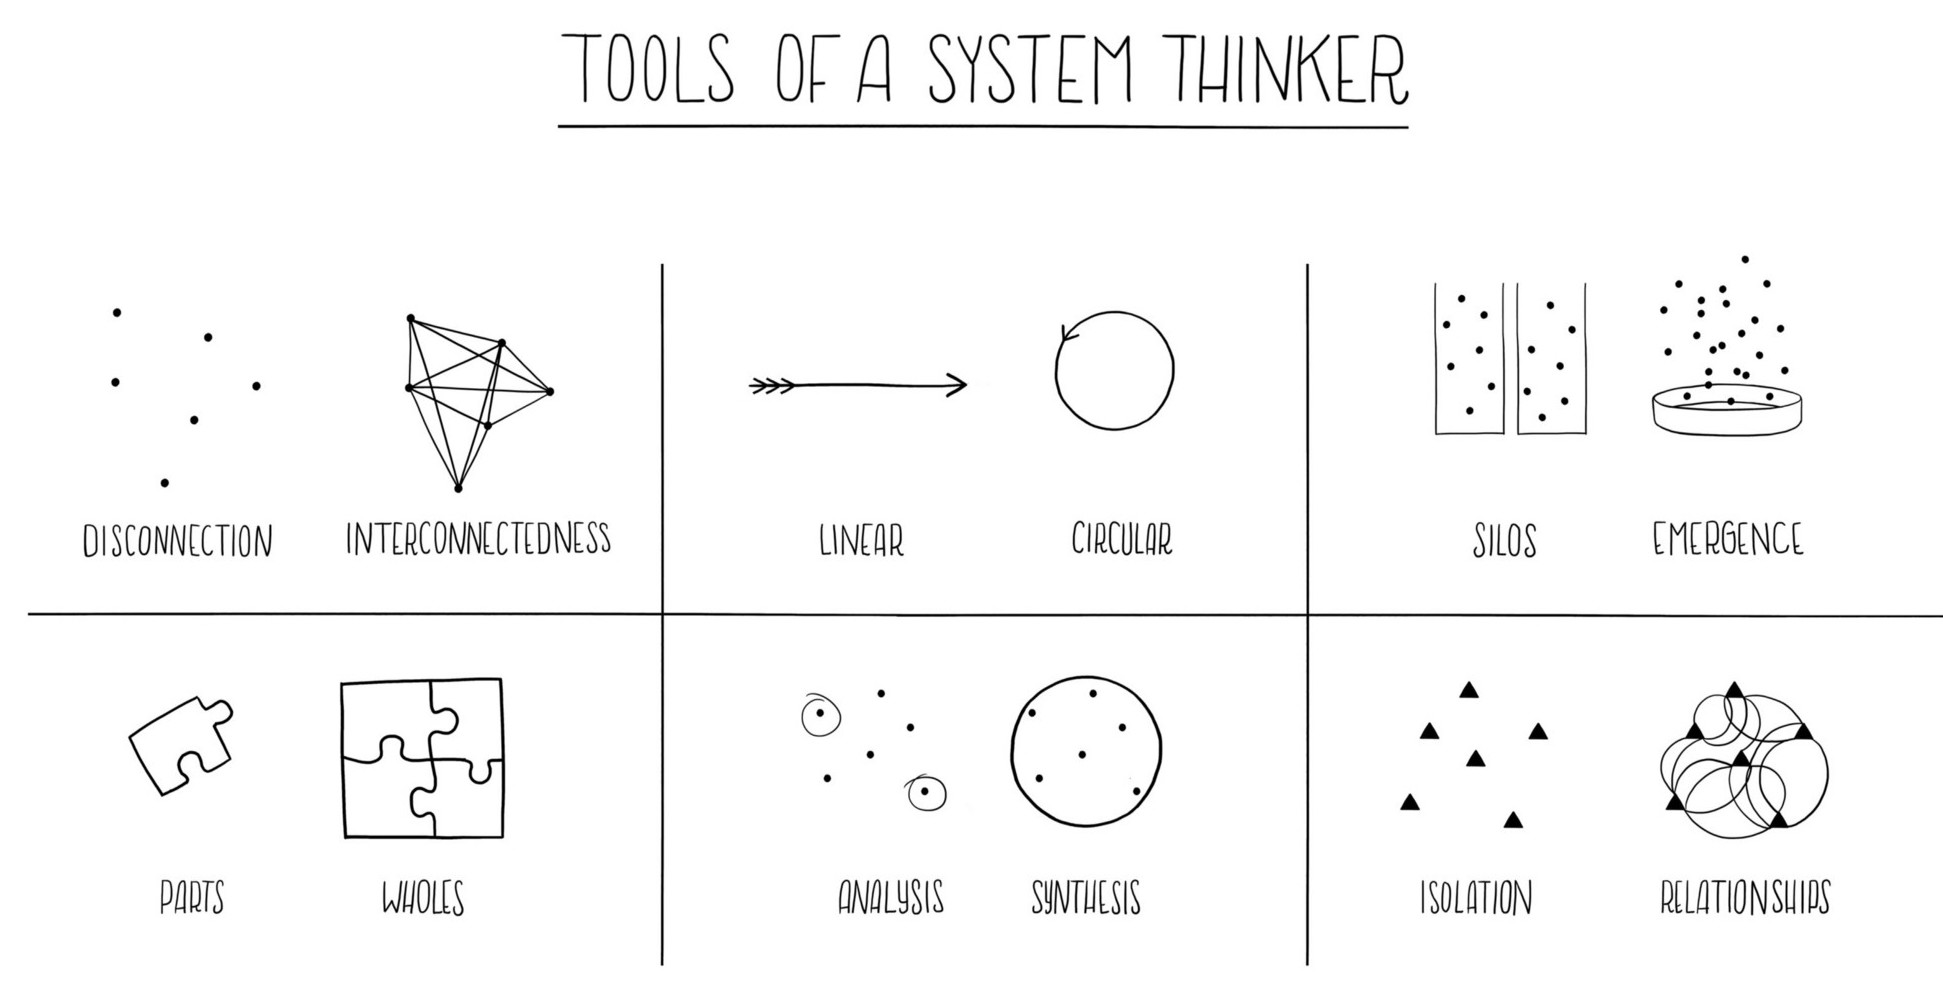 TOOLS OF A SYSTEM THINKER
DISCONNECTION
INTERCONNECTEDNESS
LINEAR
CIRCULAR
SILOS
EMERGENCE
PARTS
WHOLES
ANALYSIS
SYNTHESIS
ISOLATION
RELATIONSHIPS